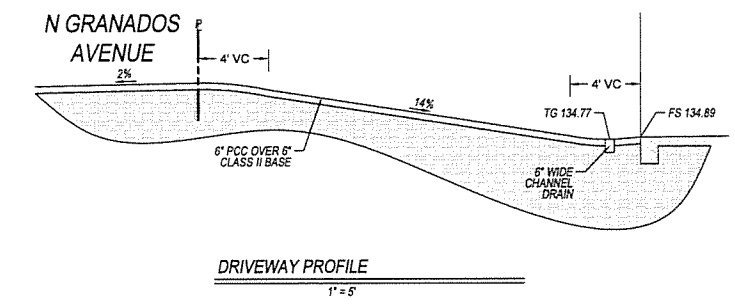 N GRANADOS
AVENUE
P
4' VC
2%
14%
4' VC
TG 134.77
FS 134.89
6" PCC OVER 6"
CLASS II BASE
6" WIDE
CHANNEL
DRAIN
DRIVEWAY PROFILE
1" = 5'